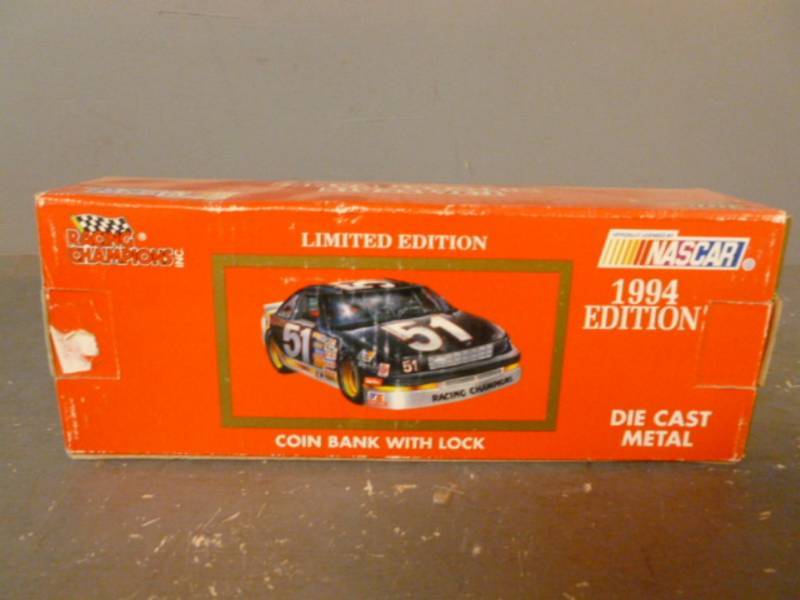 RACING®
CHAMPIONS INC.
LIMITED EDITION
NASCAR®
1994
EDITION
51
51
51
RACING CHAMPIONS
COIN BANK WITH LOCK
DIE CAST
METAL